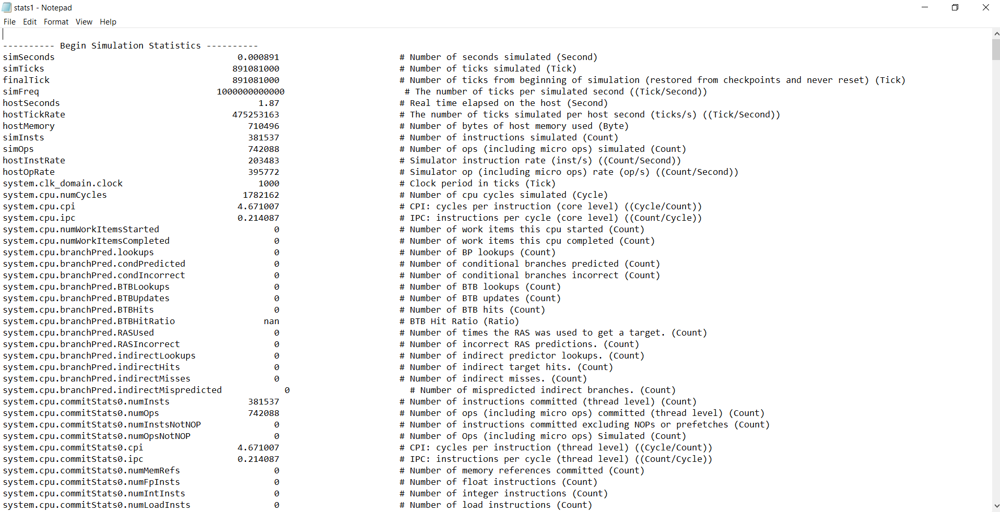 stats1 - Notepad
File Edit Format View Help
---------- Begin Simulation Statistics ----------
simSeconds 0.000891 # Number of seconds simulated (Second)
simTicks 891081000 # Number of ticks simulated (Tick)
finalTick 891081000 # Number of ticks from beginning of simulation (restored from checkpoints and never reset) (Tick)
simFreq 1000000000000 # The number of ticks per simulated second ((Tick/Second))
hostSeconds 1.87 # Real time elapsed on the host (Second)
hostTickRate 475253163 # The number of ticks simulated per host second (ticks/s) ((Tick/Second))
hostMemory 710496 # Number of bytes of host memory used (Byte)
simInsts 381537 # Number of instructions simulated (Count)
simOps 742088 # Number of ops (including micro ops) simulated (Count)
hostInstRate 203483 # Simulator instruction rate (inst/s) ((Count/Second))
hostOpRate 395772 # Simulator op (including micro ops) rate (op/s) ((Count/Second))
system.clk_domain.clock 1000 # Clock period in ticks (Tick)
system.cpu.numCycles 1782162 # Number of cpu cycles simulated (Cycle)
system.cpu.cpi 4.671007 # CPI: cycles per instruction (core level) ((Cycle/Count))
system.cpu.ipc 0.214087 # IPC: instructions per cycle (core level) ((Count/Cycle))
system.cpu.numWorkItemsStarted 0 # Number of work items this cpu started (Count)
system.cpu.numWorkItemsCompleted 0 # Number of work items this cpu completed (Count)
system.cpu.branchPred.lookups 0 # Number of BP lookups (Count)
system.cpu.branchPred.condPredicted 0 # Number of conditional branches predicted (Count)
system.cpu.branchPred.condIncorrect 0 # Number of conditional branches incorrect (Count)
system.cpu.branchPred.BTBLookups 0 # Number of BTB lookups (Count)
system.cpu.branchPred.BTBUpdates 0 # Number of BTB updates (Count)
system.cpu.branchPred.BTBHits 0 # Number of BTB hits (Count)
system.cpu.branchPred.BTBHitRatio nan # BTB Hit Ratio (Ratio)
system.cpu.branchPred.RASUsed 0 # Number of times the RAS was used to get a target. (Count)
system.cpu.branchPred.RASIncorrect 0 # Number of incorrect RAS predictions. (Count)
system.cpu.branchPred.indirectLookups 0 # Number of indirect predictor lookups. (Count)
system.cpu.branchPred.indirectHits 0 # Number of indirect target hits. (Count)
system.cpu.branchPred.indirectMisses 0 # Number of indirect misses. (Count)
system.cpu.branchPred.indirectMispredicted 0 # Number of mispredicted indirect branches. (Count)
system.cpu.commitStats0.numInsts 381537 # Number of instructions committed (thread level) (Count)
system.cpu.commitStats0.numOps 742088 # Number of ops (including micro ops) committed (thread level) (Count)
system.cpu.commitStats0.numInstsNotNOP 0 # Number of instructions committed excluding NOPs or prefetches (Count)
system.cpu.commitStats0.numOpsNotNOP 0 # Number of Ops (including micro ops) Simulated (Count)
system.cpu.commitStats0.cpi 4.671007 # CPI: cycles per instruction (thread level) ((Cycle/Count))
system.cpu.commitStats0.ipc 0.214087 # IPC: instructions per cycle (thread level) ((Count/Cycle))
system.cpu.commitStats0.numMemRefs 0 # Number of memory references committed (Count)
system.cpu.commitStats0.numFpInsts 0 # Number of float instructions (Count)
system.cpu.commitStats0.numIntInsts 0 # Number of integer instructions (Count)
system.cpu.commitStats0.numLoadInsts 0 # Number of load instructions (Count)